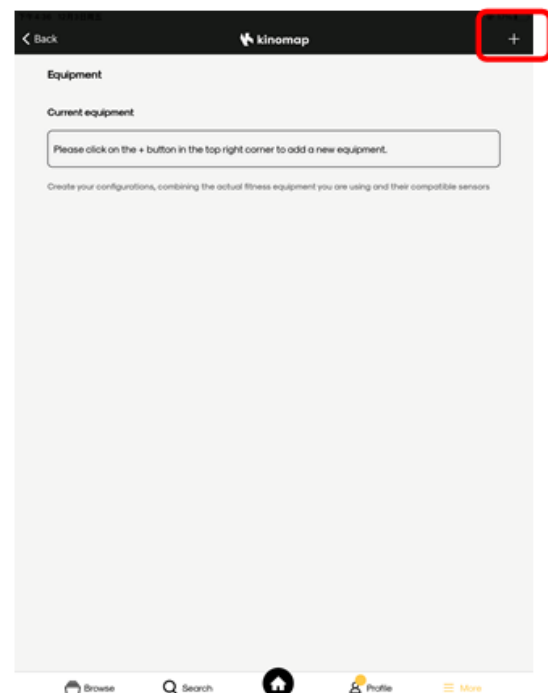 Back
kinomap
+
Equipment
Current equipment
Please click on the + button in the top right corner to add a new equipment.
Create your configurations, combining the actual fitness equipment you are using and their compatible sensors
Browse
Search
Profile
More